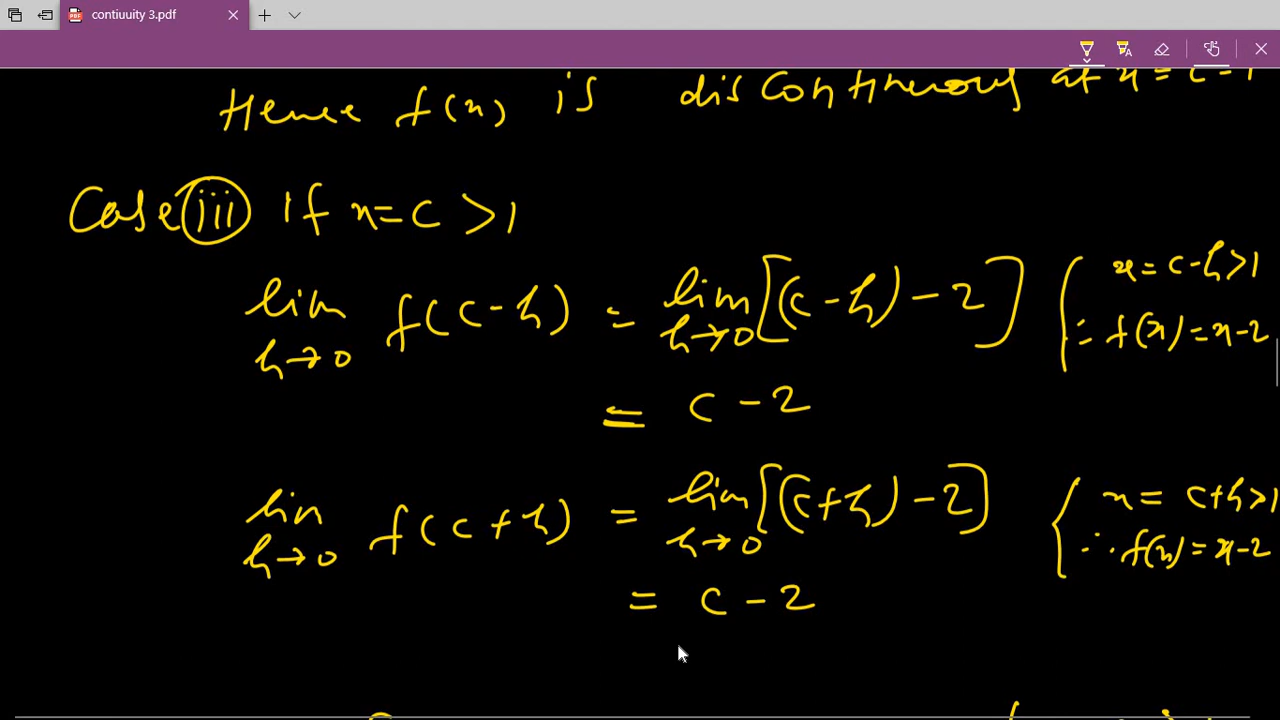 contiuuity 3.pdf
Hence f(x) is discontinuous at x = c = 1
Case (iii) If x = c > 1
lim h→0 f(c-h) = lim h→0 [(c-h) - 2] { x = c-h > 1 ∴ f(x) = x-2
= c - 2
lim h→0 f(c+h) = lim h→0 [(c+h) - 2] { x = c+h > 1 ∴ f(x) = x-2
= c - 2